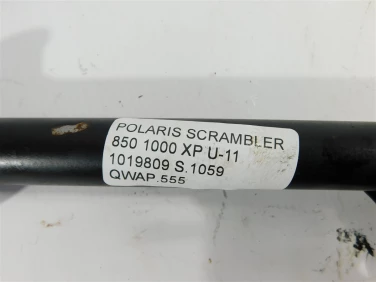 POLARIS SCRAMBLER
850 1000 XP U-11
1019809 S.1059
QWAP.555